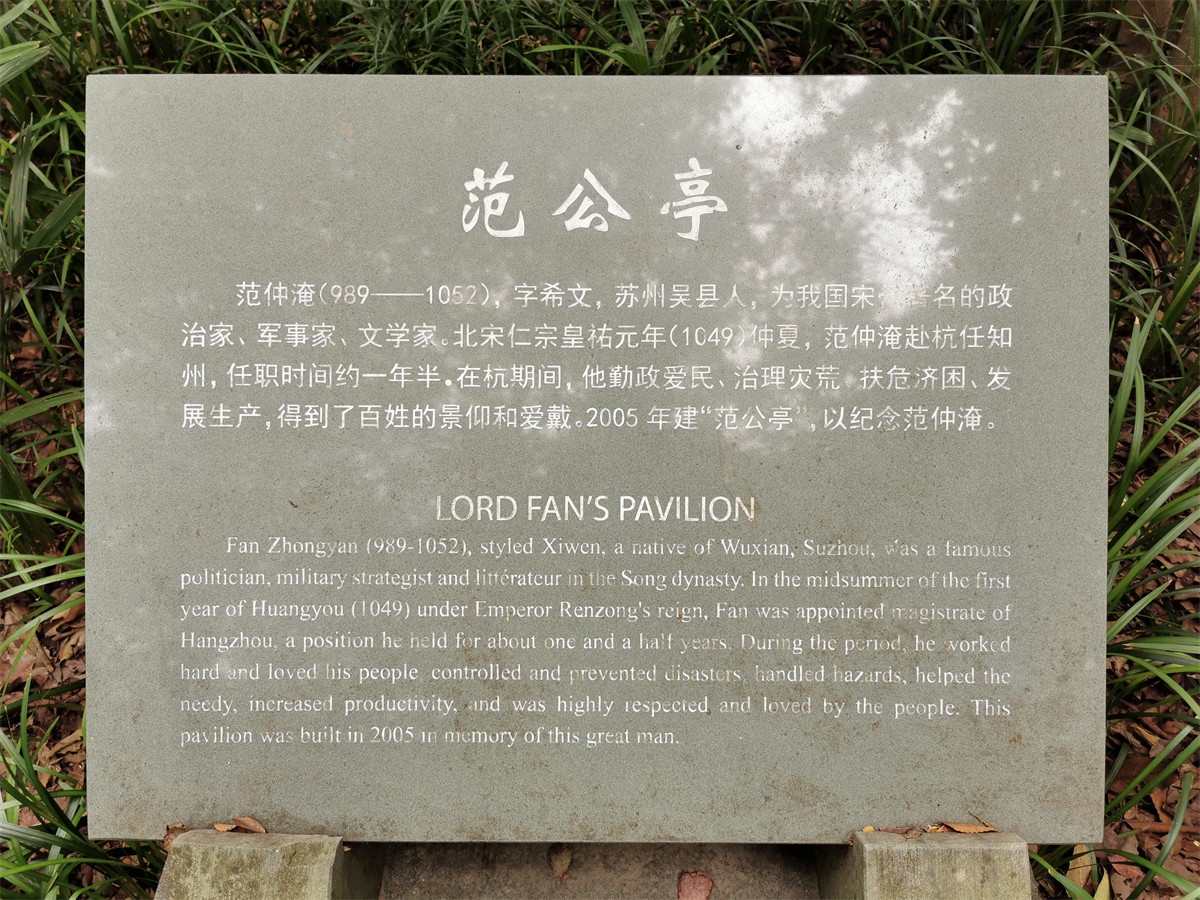 范公亭
范仲淹(989——1052), 字希文, 苏州吴县人, 为我国宋代著名的政
治家、军事家、文学家。北宋仁宗皇祐元年(1049)仲夏, 范仲淹赴杭任知
州, 任职时间约一年半.在杭期间, 他勤政爱民、治理灾荒 扶危济困、发
展生产, 得到了百姓的景仰和爱戴。2005 年建“范公亭”, 以纪念范仲淹。
LORD FAN'S PAVILION
Fan Zhongyan (989-1052), styled Xiwen, a native of Wuxian, Suzhou, was a famous
politician, military strategist and littérateur in the Song dynasty. In the midsummer of the first
year of Huangyou (1049) under Emperor Renzong's reign, Fan was appointed magistrate of
Hangzhou, a position he held for about one and a half years. During the period, he worked
hard and loved his people controlled and prevented disasters, handled hazards, helped the
needy, increased productivity, and was highly respected and loved by the people. This
pavilion was built in 2005 in memory of this great man.